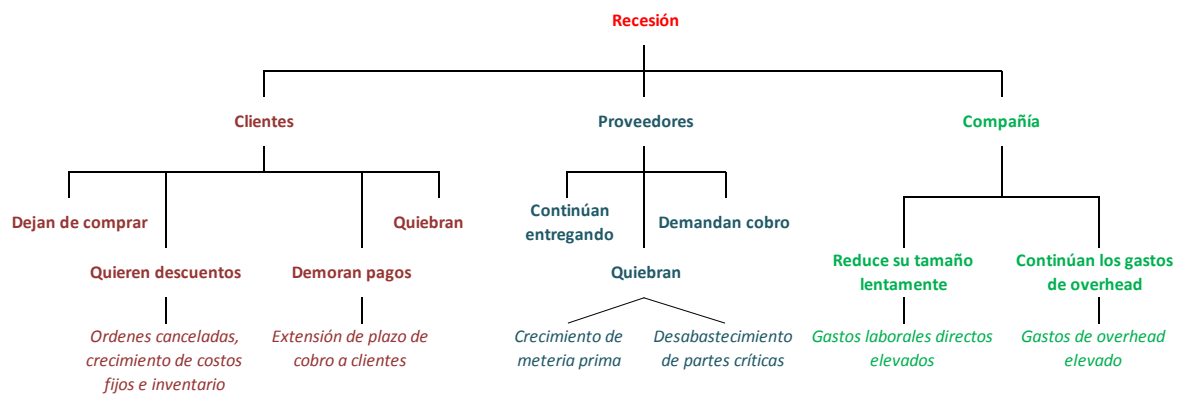 Recesión
Clientes
Proveedores
Compañía
Dejan de comprar
Quiebran
Continúan
entregando
Demandan cobro
Quieren descuentos
Demoran pagos
Quiebran
Reduce su tamaño
lentamente
Continúan los gastos
de overhead
Ordenes canceladas,
crecimiento de costos
fijos e inventario
Extensión de plazo de
cobro a clientes
Crecimiento de
meteria prima
Desabastecimiento
de partes críticas
Gastos laborales directos
elevados
Gastos de overhead
elevado